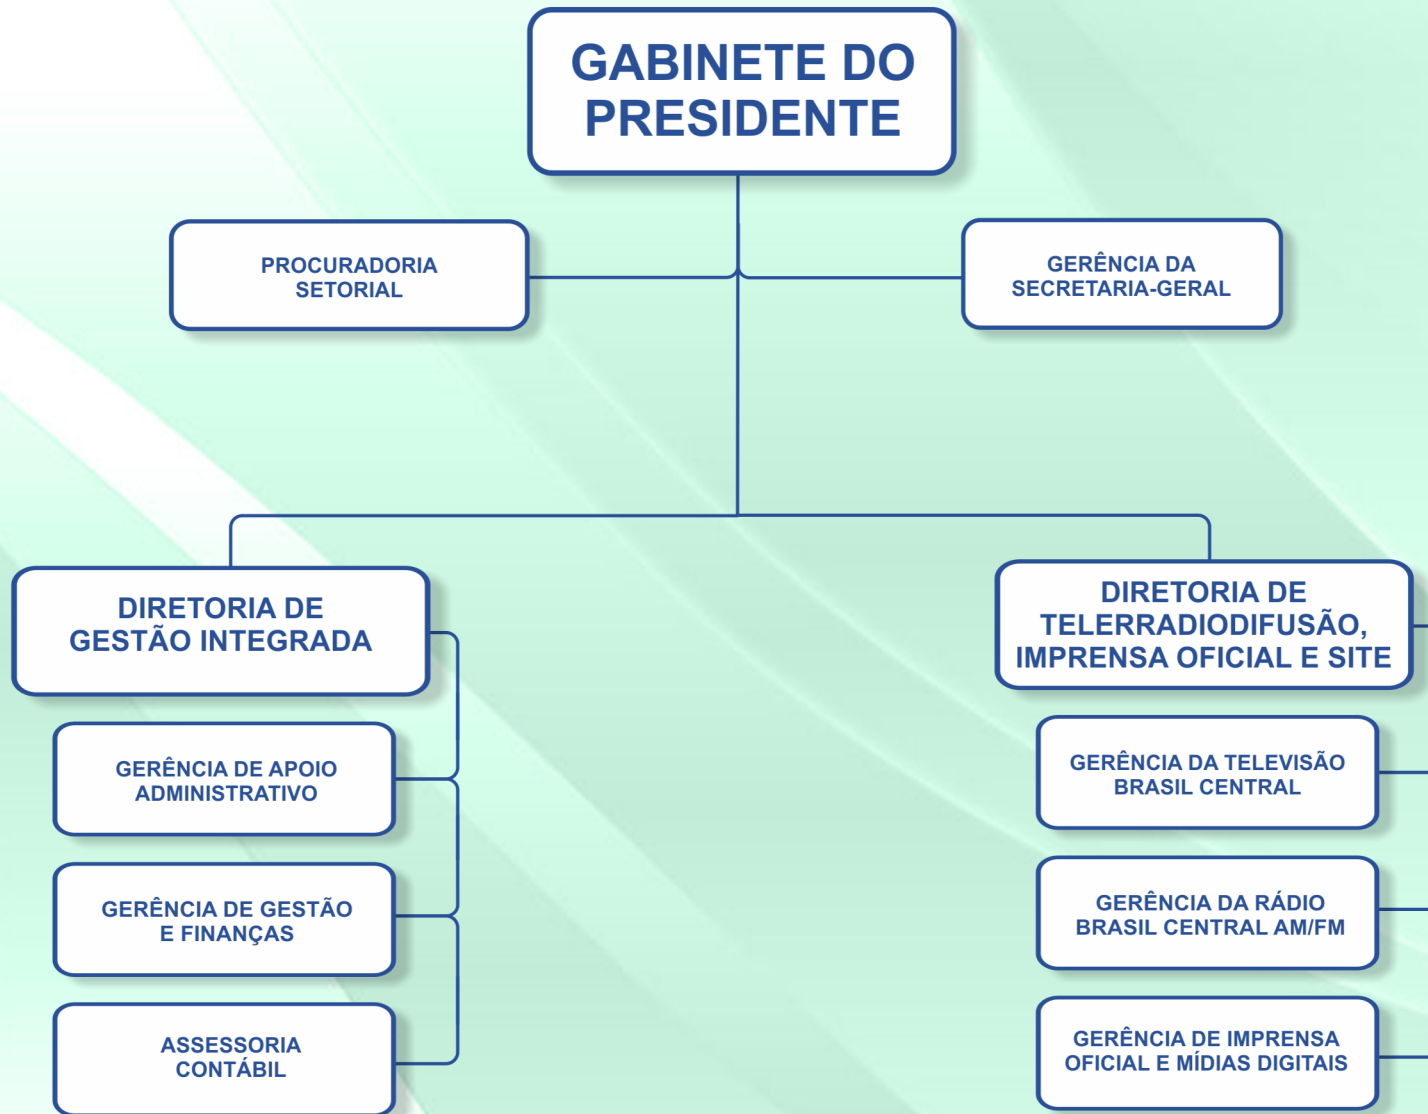 GABINETE DO
PRESIDENTE
PROCURADORIA
SETORIAL
GERÊNCIA DA
SECRETARIA-GERAL
DIRETORIA DE
GESTÃO INTEGRADA
GERÊNCIA DE APOIO
ADMINISTRATIVO
GERÊNCIA DE GESTÃO
E FINANÇAS
ASSESSORIA
CONTÁBIL
DIRETORIA DE
TELERRADIODIFUSÃO,
IMPRENSA OFICIAL E SITE
GERÊNCIA DA TELEVISÃO
BRASIL CENTRAL
GERÊNCIA DA RÁDIO
BRASIL CENTRAL AM/FM
GERÊNCIA DE IMPRENSA
OFICIAL E MÍDIAS DIGITAIS